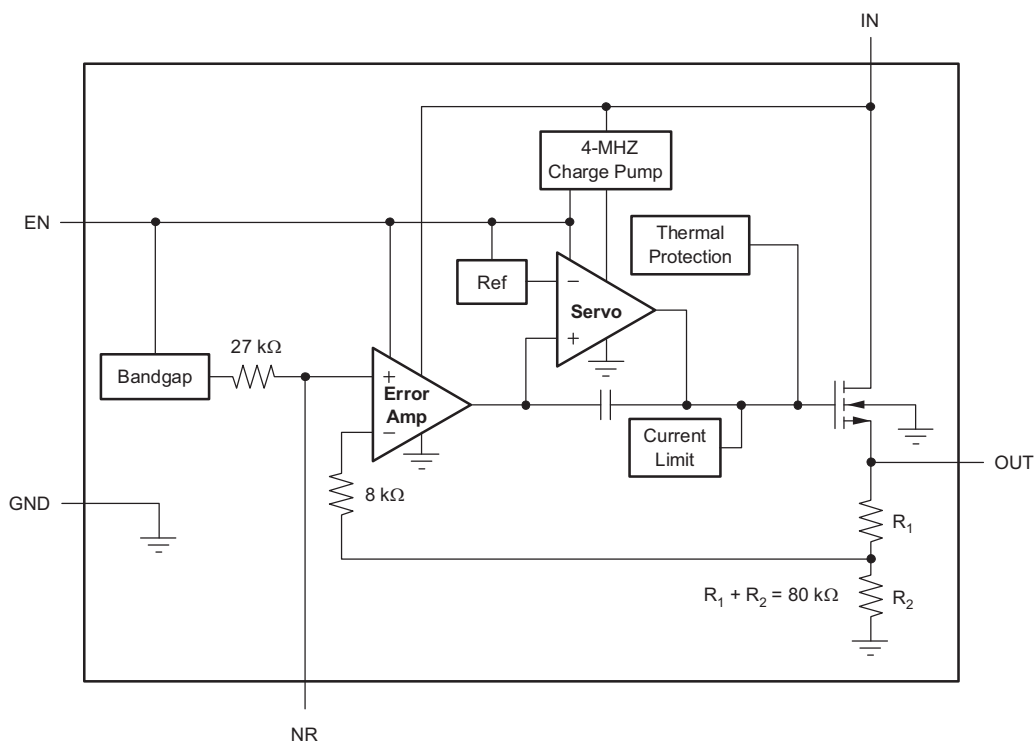 IN
4-MHZ
Charge Pump
EN
Thermal
Protection
Ref
−
Servo
+
27 kΩ
Bandgap
+
Error
Amp
−
Current
Limit
OUT
8 kΩ
GND
R₁
R₁ + R₂ = 80 kΩ
R₂
NR